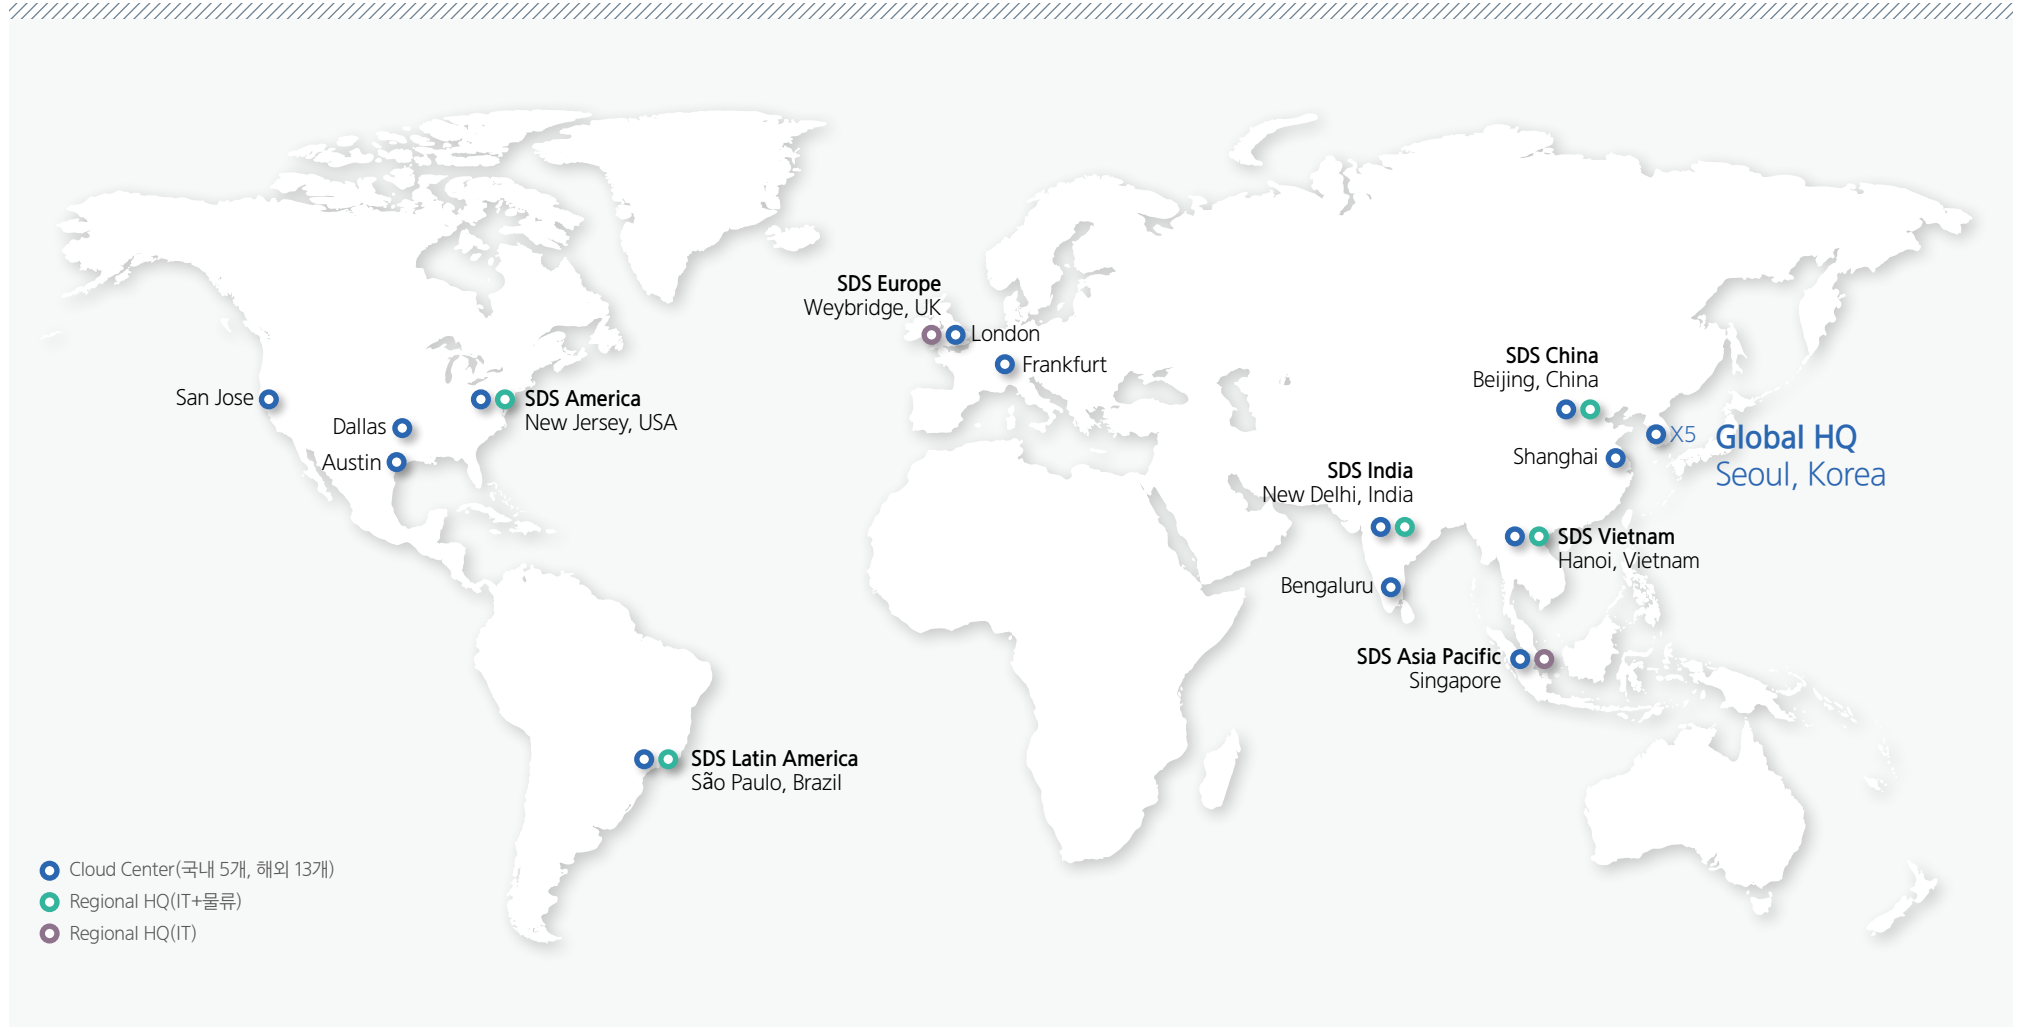 SDS Europe
Weybridge, UK
London
Frankfurt
San Jose
SDS America
New Jersey, USA
Dallas
Austin
SDS China
Beijing, China
X5
Global HQ
Seoul, Korea
Shanghai
SDS India
New Delhi, India
SDS Vietnam
Hanoi, Vietnam
Bengaluru
SDS Asia Pacific
Singapore
SDS Latin America
São Paulo, Brazil
Cloud Center(국내 5개, 해외 13개)
Regional HQ(IT+물류)
Regional HQ(IT)